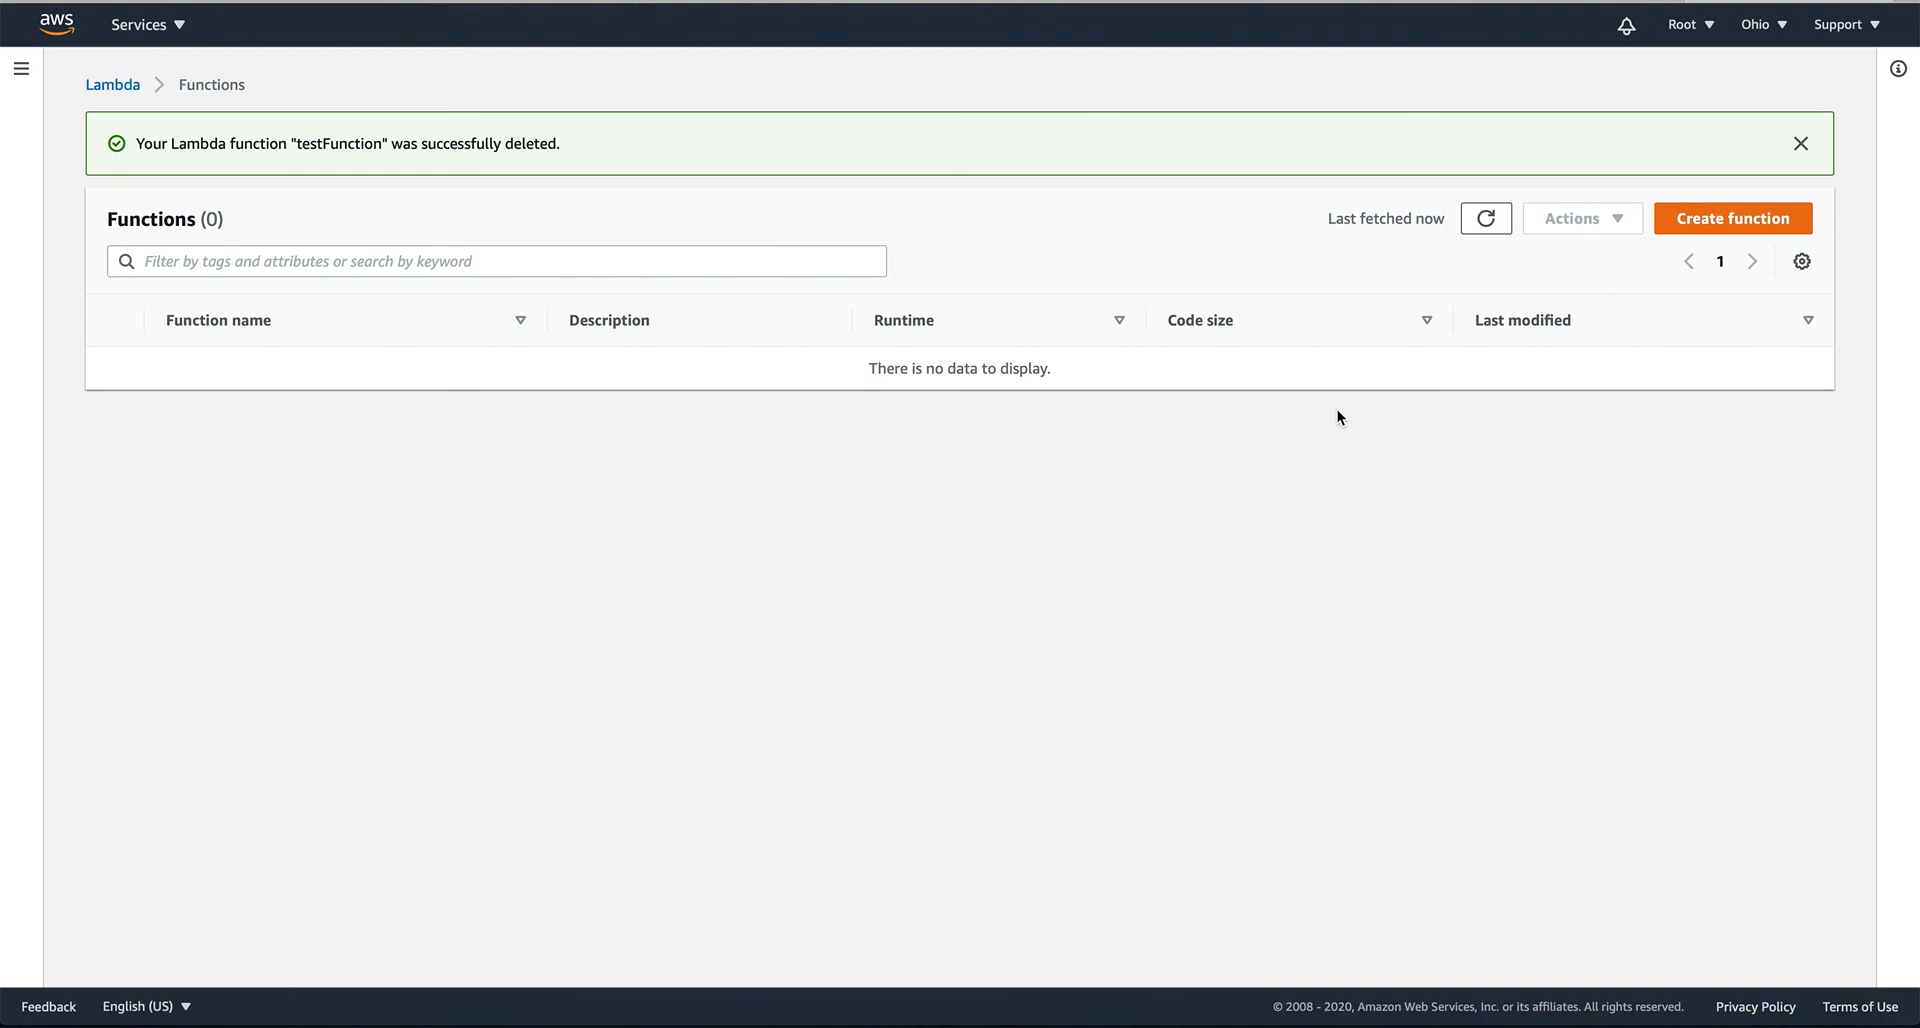 aws Services Root Ohio Support
Lambda Functions
Your Lambda function "testFunction" was successfully deleted.
Functions (0) Last fetched now Actions Create function
Filter by tags and attributes or search by keyword 1
Function name Description Runtime Code size Last modified
There is no data to display.
Feedback English (US) © 2008 - 2020, Amazon Web Services, Inc. or its affiliates. All rights reserved. Privacy Policy Terms of Use